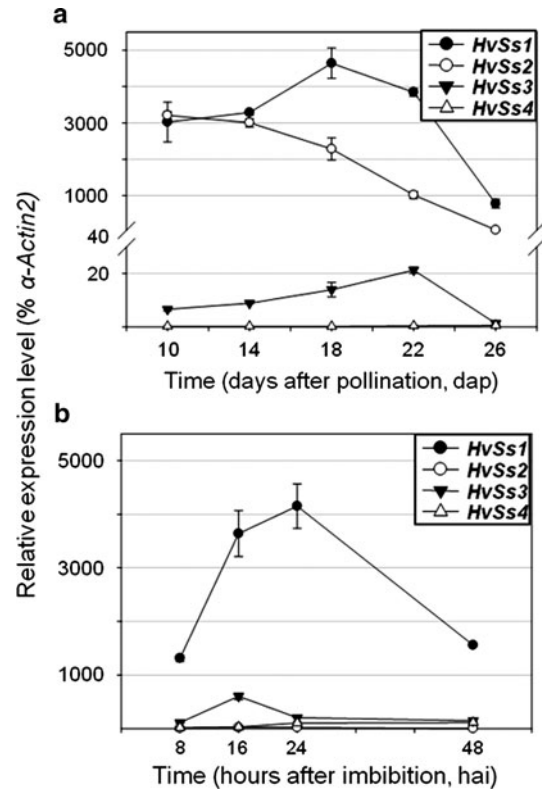 a
5000
3000
1000
40
20
HvSs1
HvSs2
HvSs3
HvSs4
10 14 18 22 26
Time (days after pollination, dap)
Relative expression level (% α-Actin2)
b
5000
3000
1000
HvSs1
HvSs2
HvSs3
HvSs4
8 16 24 48
Time (hours after imbibition, hai)